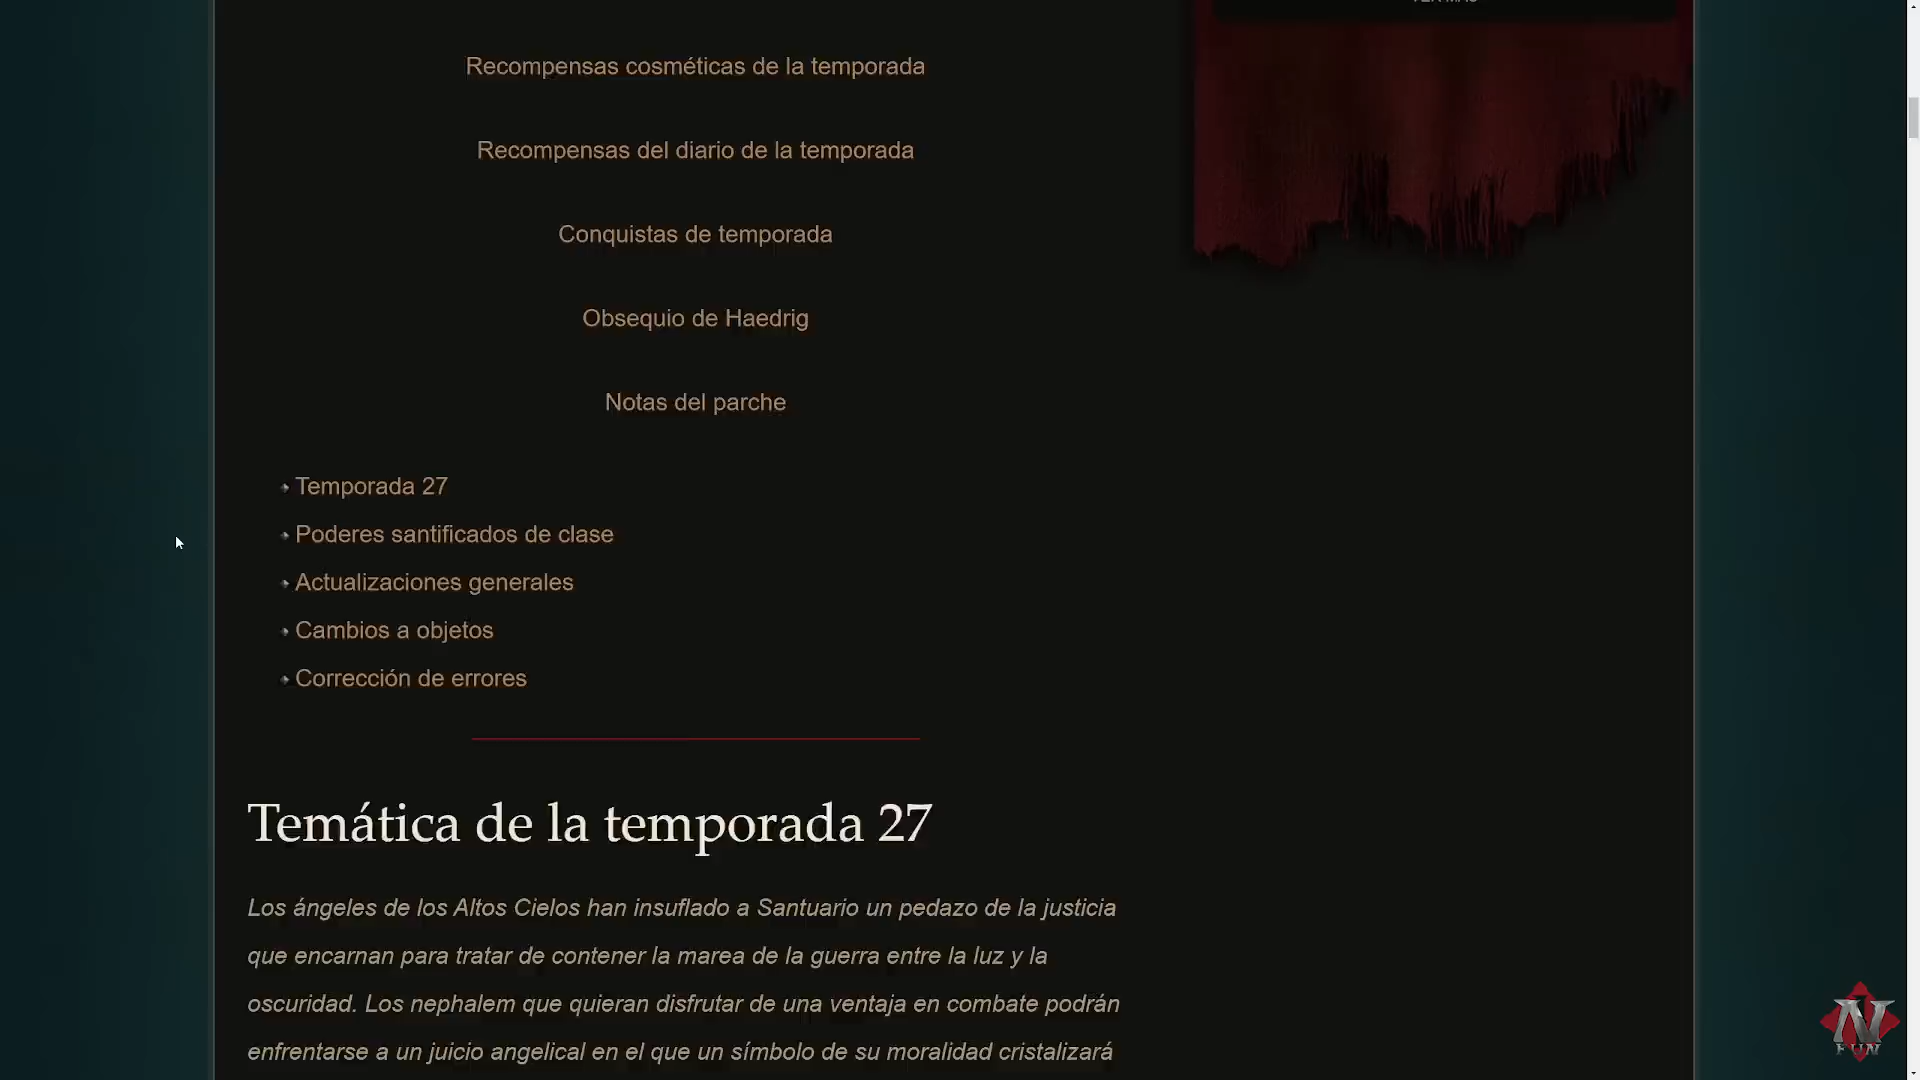 Recompensas cosméticas de la temporada
Recompensas del diario de la temporada
Conquistas de temporada
Obsequio de Haedrig
Notas del parche
Temporada 27
Poderes santificados de clase
Actualizaciones generales
Cambios a objetos
Corrección de errores
Temática de la temporada 27
Los ángeles de los Altos Cielos han insuflado a Santuario un pedazo de la justicia
que encarnan para tratar de contener la marea de la guerra entre la luz y la
oscuridad. Los nephalem que quieran disfrutar de una ventaja en combate podrán
enfrentarse a un juicio angelical en el que un símbolo de su moralidad cristalizará
N
FUN